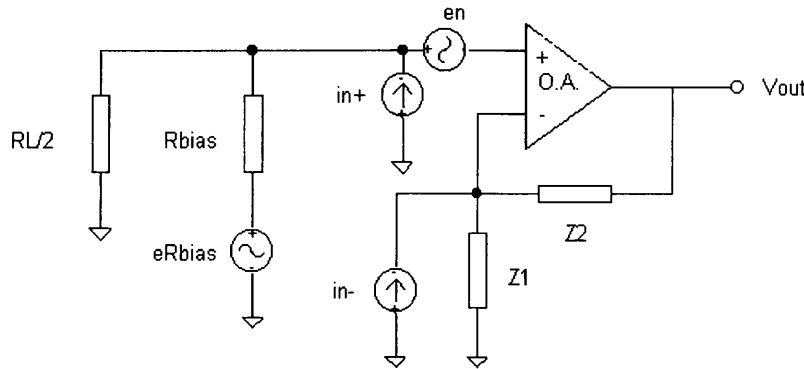 en
+
+
O.A.
-
Vout
in+
-
+
RL/2
Rbias
Z2
+
eRbias
-
in-
-
+
Z1